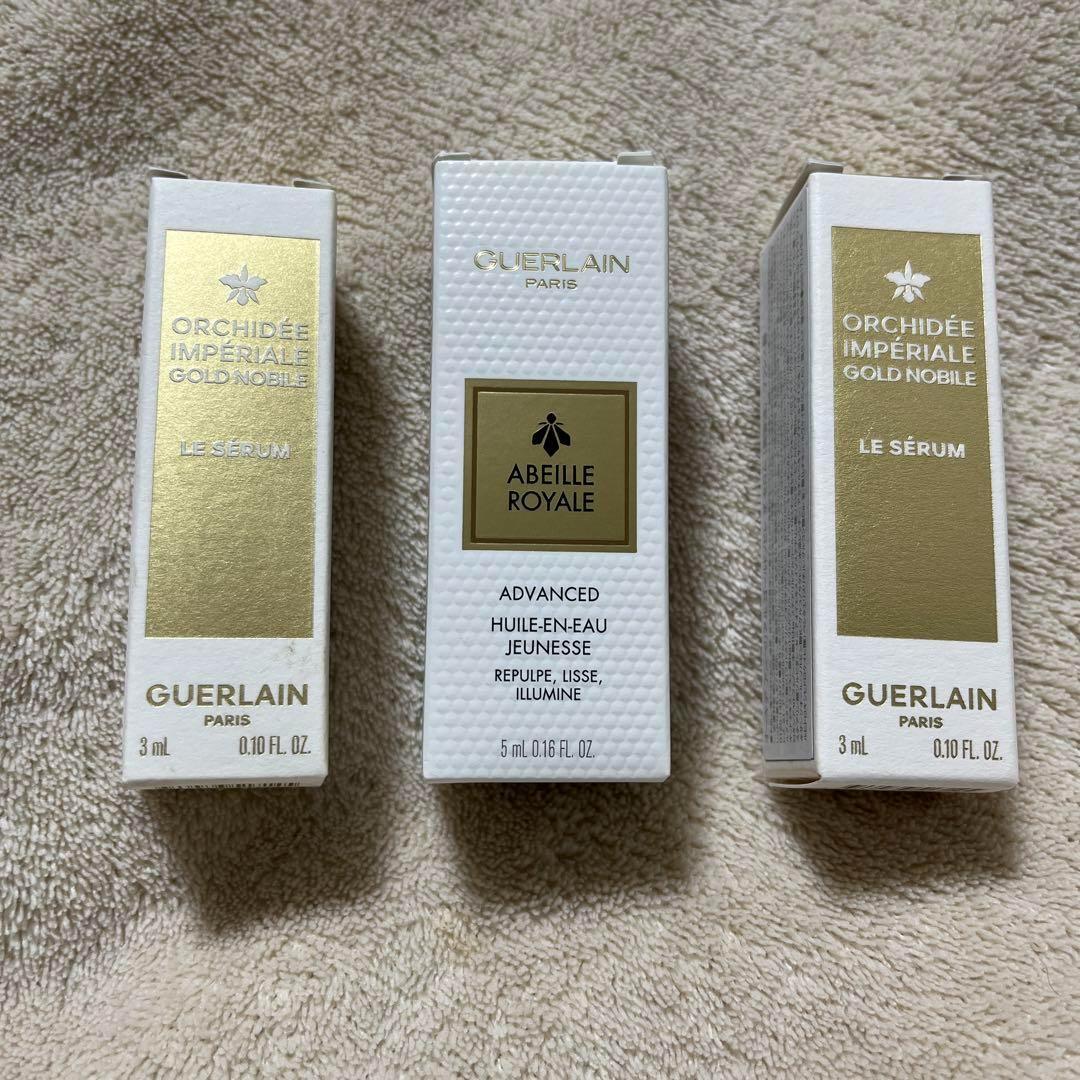 ORCHIDÉE
IMPÉRIALE
GOLD NOBILE
LE SÉRUM
GUERLAIN
PARIS
3 mL 0.10 FL. OZ.
GUERLAIN
PARIS
ABEILLE
ROYALE
ADVANCED
HUILE-EN-EAU
JEUNESSE
REPULPE, LISSE,
ILLUMINE
5 mL 0.16 FL. OZ.
ORCHIDÉE
IMPÉRIALE
GOLD NOBILE
LE SÉRUM
GUERLAIN
PARIS
3 mL 0.10 FL. OZ.